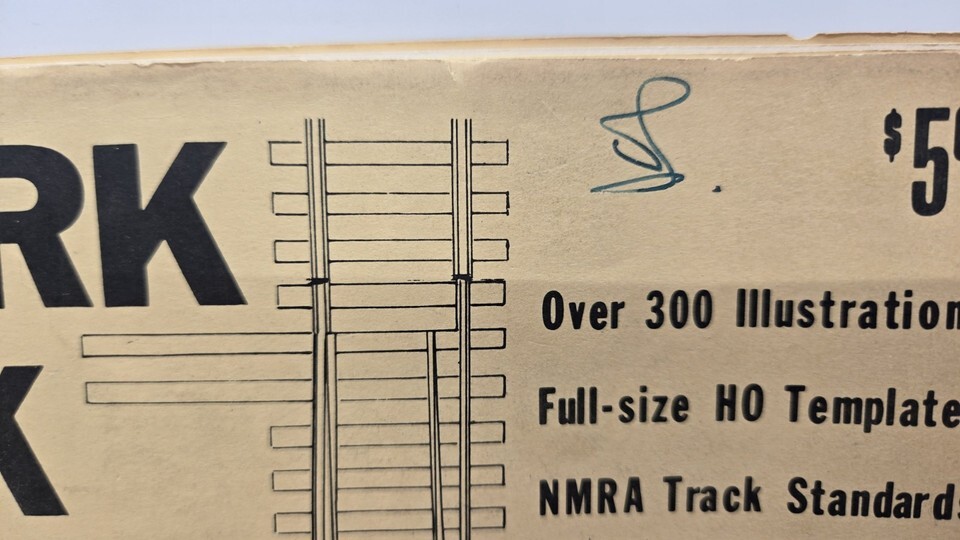 RK
K
$5
Over 300 Illustration
Full-size HO Template
NMRA Track Standards